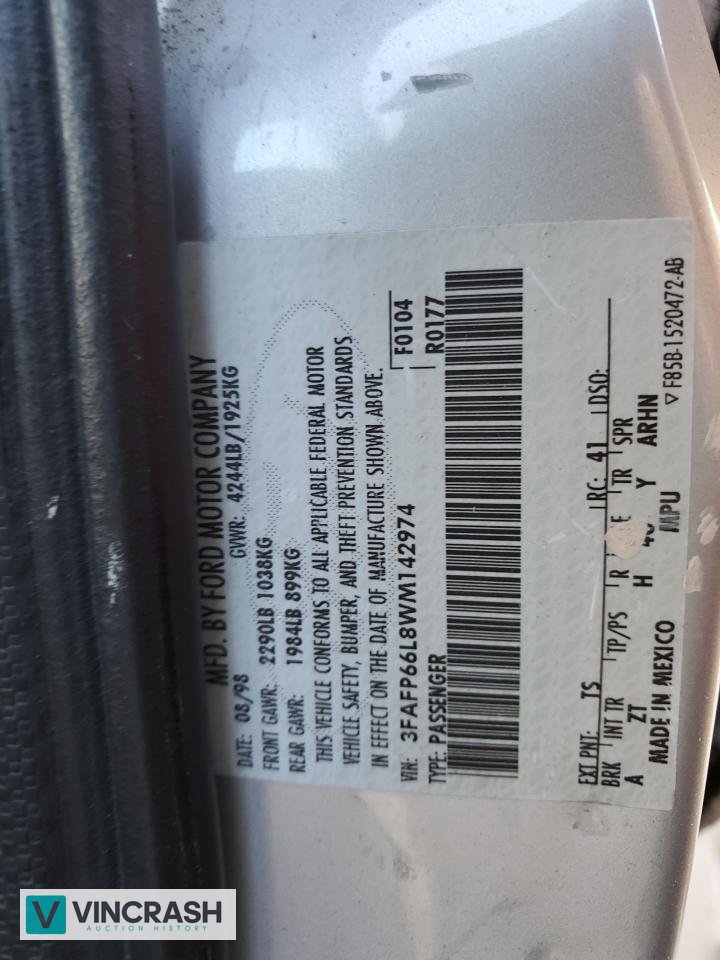 MFD. BY FORD MOTOR COMPANY
DATE: 08/98 GVWR: 4244LB/1925KG
FRONT GAWR: 2290LB 1038KG
REAR GAWR: 1984LB 899KG
THIS VEHICLE CONFORMS TO ALL APPLICABLE FEDERAL MOTOR
VEHICLE SAFETY, BUMPER, AND THEFT PREVENTION STANDARDS
IN EFFECT ON THE DATE OF MANUFACTURE SHOWN ABOVE.
VIN: 3FAFP66L8WM142974 F0104
TYPE: PASSENGER R0177
EXT PNT: TS RC: 41 DSO:
BRK INT TR TP/PS R E TR SPR
A ZT H Y ARHN
MADE IN MEXICO MPU
▽ F85B-1520472-AB
VINCRASH
AUCTION HISTORY